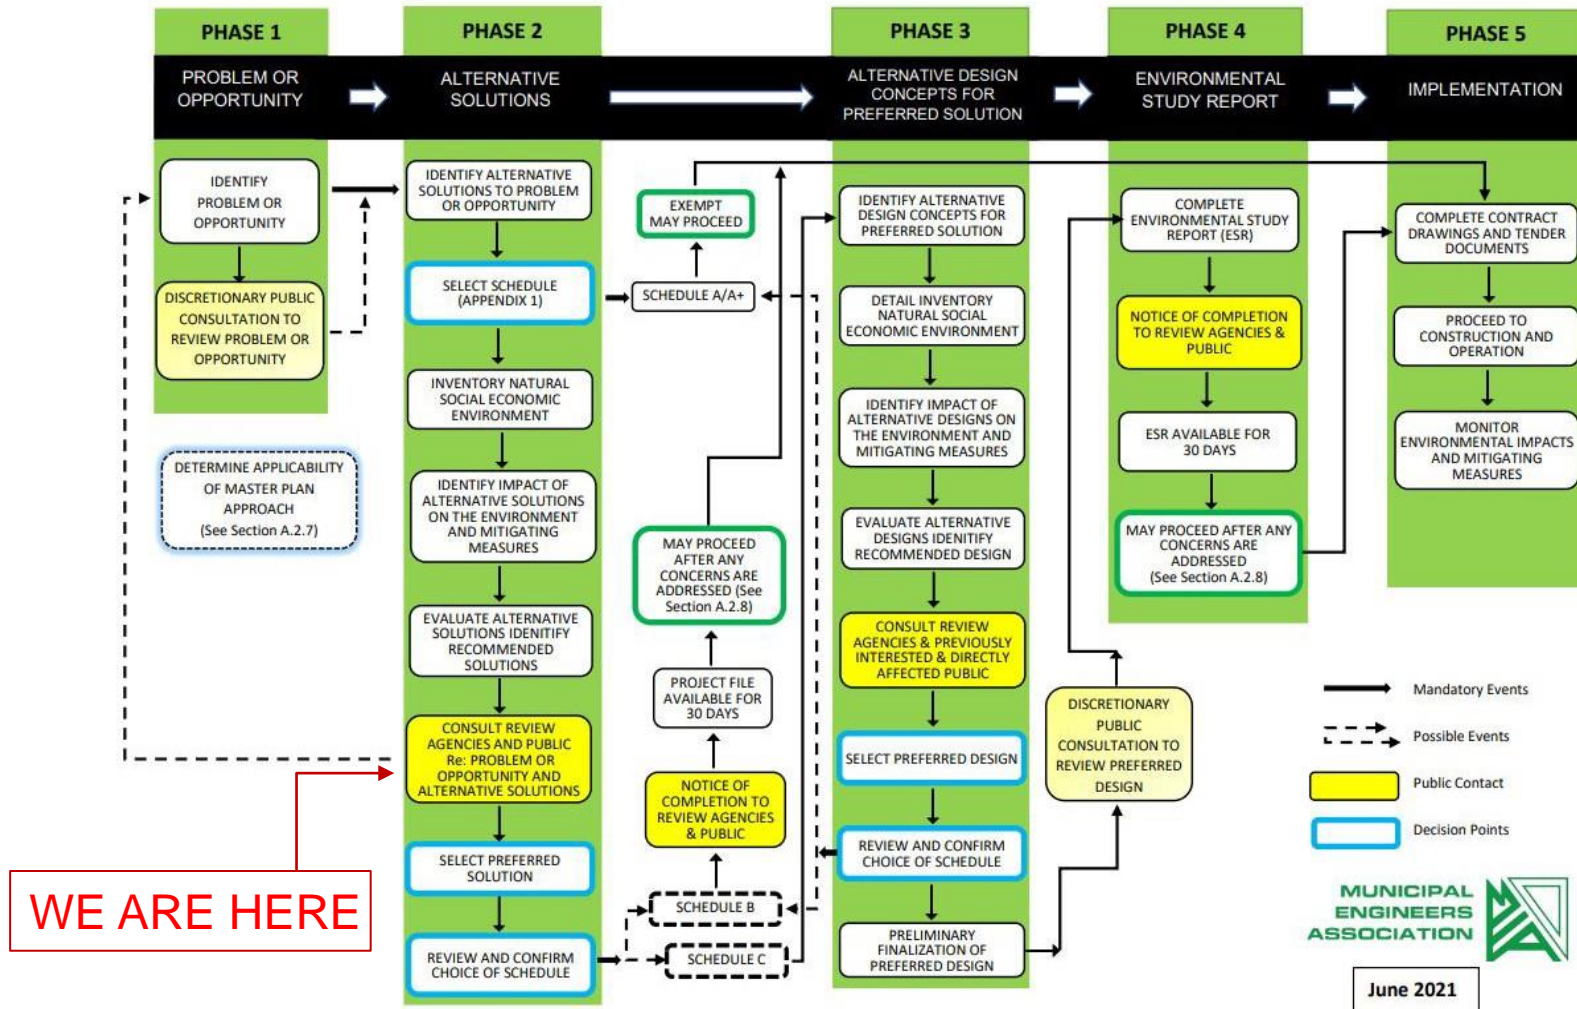 PHASE 1
PROBLEM OR
OPPORTUNITY
IDENTIFY
PROBLEM OR
OPPORTUNITY
DISCRETIONARY PUBLIC
CONSULTATION TO
REVIEW PROBLEM OR
OPPORTUNITY
DETERMINE APPLICABILITY
OF MASTER PLAN
APPROACH
(See Section A.2.7)
WE ARE HERE
PHASE 2
ALTERNATIVE
SOLUTIONS
IDENTIFY ALTERNATIVE
SOLUTIONS TO PROBLEM
OR OPPORTUNITY
SELECT SCHEDULE
(APPENDIX 1)
INVENTORY NATURAL
SOCIAL ECONOMIC
ENVIRONMENT
IDENTIFY IMPACT OF
ALTERNATIVE SOLUTIONS
ON THE ENVIRONMENT
AND MITIGATING
MEASURES
EVALUATE ALTERNATIVE
SOLUTIONS IDENITIFY
RECOMMENDED
SOLUTIONS
CONSULT REVIEW
AGENCIES AND PUBLIC
Re: PROBLEM OR
OPPORTUNITY AND
ALTERNATIVE SOLUTIONS
SELECT PREFERRED
SOLUTION
REVIEW AND CONFIRM
CHOICE OF SCHEDULE
EXEMPT
MAY PROCEED
SCHEDULE A/A+
MAY PROCEED
AFTER ANY
CONCERNS ARE
ADDRESSED (See
Section A.2.8)
PROJECT FILE
AVAILABLE FOR
30 DAYS
NOTICE OF
COMPLETION TO
REVIEW AGENCIES
& PUBLIC
SCHEDULE B
SCHEDULE C
PHASE 3
ALTERNATIVE DESIGN
CONCEPTS FOR
PREFERRED SOLUTION
IDENTIFY ALTERNATIVE
DESIGN CONCEPTS FOR
PREFERRED SOLUTION
DETAIL INVENTORY
NATURAL SOCIAL
ECONOMIC ENVIRONMENT
IDENTIFY IMPACT OF
ALTERNATIVE DESIGNS ON
THE ENVIRONMENT AND
MITIGATING MEASURES
EVALUATE ALTERNATIVE
DESIGNS IDENITIFY
RECOMMENDED DESIGN
CONSULT REVIEW
AGENCIES & PREVIOUSLY
INTERESTED & DIRECTLY
AFFECTED PUBLIC
SELECT PREFERRED DESIGN
REVIEW AND CONFIRM
CHOICE OF SCHEDULE
PRELIMINARY
FINALIZATION OF
PREFERRED DESIGN
DISCRETIONARY
PUBLIC
CONSULTATION TO
REVIEW PREFERRED
DESIGN
PHASE 4
ENVIRONMENTAL
STUDY REPORT
COMPLETE
ENVIRONMENTAL STUDY
REPORT (ESR)
NOTICE OF COMPLETION
TO REVIEW AGENCIES &
PUBLIC
ESR AVAILABLE FOR
30 DAYS
MAY PROCEED AFTER ANY
CONCERNS ARE
ADDRESSED
(See Section A.2.8)
PHASE 5
IMPLEMENTATION
COMPLETE CONTRACT
DRAWINGS AND TENDER
DOCUMENTS
PROCEED TO
CONSTRUCTION AND
OPERATION
MONITOR
ENVIRONMENTAL IMPACTS
AND MITIGATING
MEASURES
Mandatory Events
Possible Events
Public Contact
Decision Points
MUNICIPAL
ENGINEERS
ASSOCIATION
June 2021